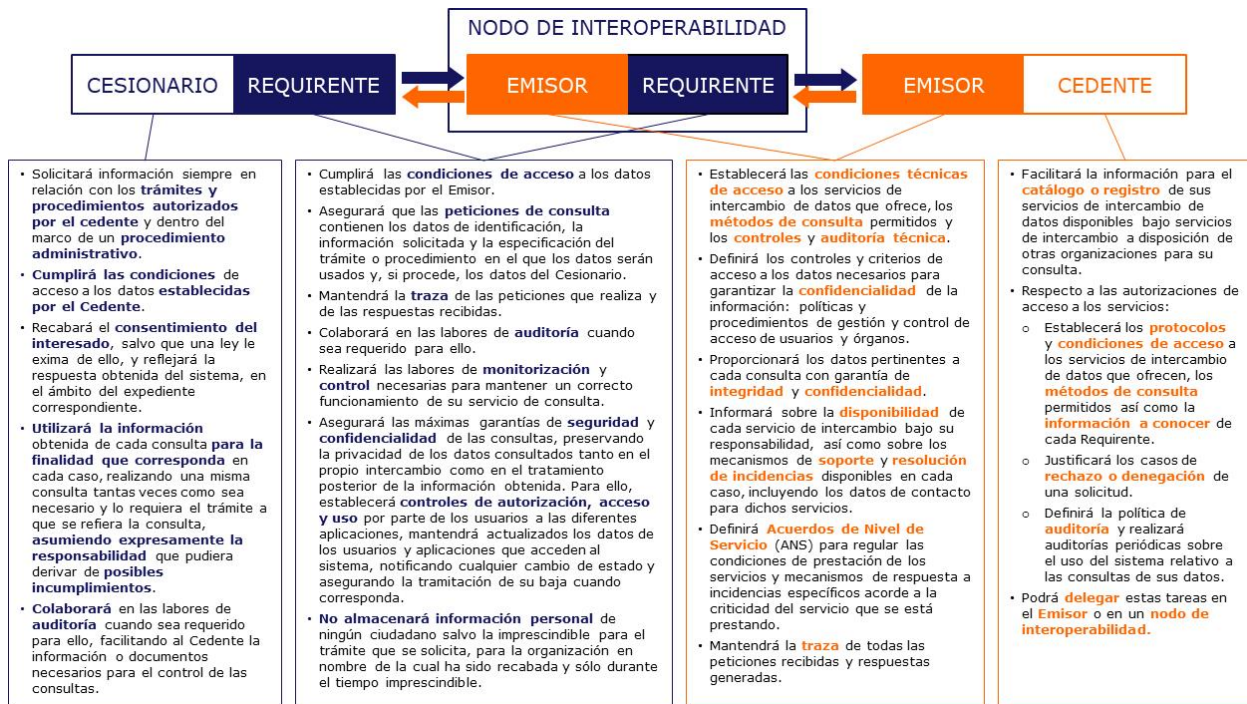 NODO DE INTEROPERABILIDAD
CESIONARIO
REQUIRENTE
EMISOR
REQUIRENTE
EMISOR
CEDENTE
• Solicitará información siempre en
relación con los trámites y
procedimientos autorizados
por el cedente y dentro del
marco de un procedimiento
administrativo.
• Cumplirá las condiciones de
acceso a los datos establecidas
por el Cedente.
• Recabará el consentimiento del
interesado, salvo que una ley le
exima de ello, y reflejará la
respuesta obtenida del sistema, en
el ámbito del expediente
correspondiente.
• Utilizará la información
obtenida de cada consulta para la
finalidad que corresponda en
cada caso, realizando una misma
consulta tantas veces como sea
necesario y lo requiera el trámite a
que se refiera la consulta,
asumiendo expresamente la
responsabilidad que pudiera
derivar de posibles
incumplimientos.
• Colaborará en las labores de
auditoría cuando sea requerido
para ello, facilitando al Cedente la
información o documentos
necesarios para el control de las
consultas.
• Cumplirá las condiciones de acceso a los datos
establecidas por el Emisor.
• Asegurará que las peticiones de consulta
contienen los datos de identificación, la
información solicitada y la especificación del
trámite o procedimiento en el que los datos serán
usados y, si procede, los datos del Cesionario.
• Mantendrá la traza de las peticiones que realiza y
de las respuestas recibidas.
• Colaborará en las labores de auditoría cuando
sea requerido para ello.
• Realizará las labores de monitorización y
control necesarias para mantener un correcto
funcionamiento de su servicio de consulta.
• Asegurará las máximas garantías de seguridad y
confidencialidad de las consultas, preservando
la privacidad de los datos consultados tanto en el
propio intercambio como en el tratamiento
posterior de la información obtenida. Para ello,
establecerá controles de autorización, acceso
y uso por parte de los usuarios a las diferentes
aplicaciones, mantendrá actualizados los datos de
los usuarios y aplicaciones que acceden al
sistema, notificando cualquier cambio de estado y
asegurando la tramitación de su baja cuando
corresponda.
• No almacenará información personal de
ningún ciudadano salvo la imprescindible para el
trámite que se solicita, para la organización en
nombre de la cual ha sido recabada y sólo durante
el tiempo imprescindible.
• Establecerá las condiciones técnicas
de acceso a los servicios de
intercambio de datos que ofrece, los
métodos de consulta permitidos y
los controles y auditoría técnica.
• Definirá los controles y criterios de
acceso a los datos necesarios para
garantizar la confidencialidad de la
información: políticas y
procedimientos de gestión y control de
acceso de usuarios y órganos.
• Proporcionará los datos pertinentes a
cada consulta con garantía de
integridad y confidencialidad.
• Informará sobre la disponibilidad de
cada servicio de intercambio bajo su
responsabilidad, así como sobre los
mecanismos de soporte y resolución
de incidencias disponibles en cada
caso, incluyendo los datos de contacto
para dichos servicios.
• Definirá Acuerdos de Nivel de
Servicio (ANS) para regular las
condiciones de prestación de los
servicios y mecanismos de respuesta a
incidencias específicos acorde a la
criticidad del servicio que se está
prestando.
• Mantendrá la traza de todas las
peticiones recibidas y respuestas
generadas.
• Facilitará la información para el
catálogo o registro de sus
servicios de intercambio de
datos disponibles bajo servicios
de intercambio a disposición de
otras organizaciones para su
consulta.
• Respecto a las autorizaciones de
acceso a los servicios:
o Establecerá los protocolos
y condiciones de acceso a
los servicios de intercambio
de datos que ofrecen, los
métodos de consulta
permitidos así como la
información a conocer de
cada Requirente.
o Justificará los casos de
rechazo o denegación de
una solicitud.
o Definirá la política de
auditoría y realizará
auditorías periódicas sobre
el uso del sistema relativo a
las consultas de sus datos.
• Podrá delegar estas tareas en
el Emisor o en un nodo de
interoperabilidad.